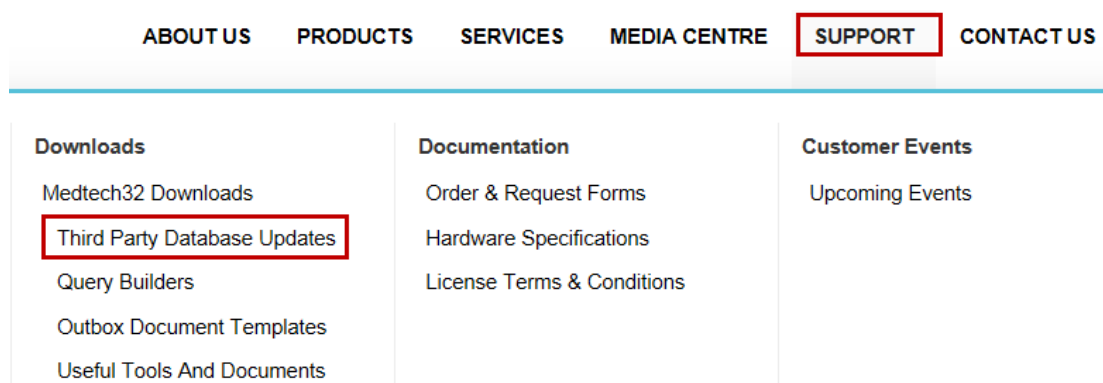 ABOUT US PRODUCTS SERVICES MEDIA CENTRE SUPPORT CONTACT US
Downloads
Medtech32 Downloads
Third Party Database Updates
Query Builders
Outbox Document Templates
Useful Tools And Documents
Documentation
Order & Request Forms
Hardware Specifications
License Terms & Conditions
Customer Events
Upcoming Events